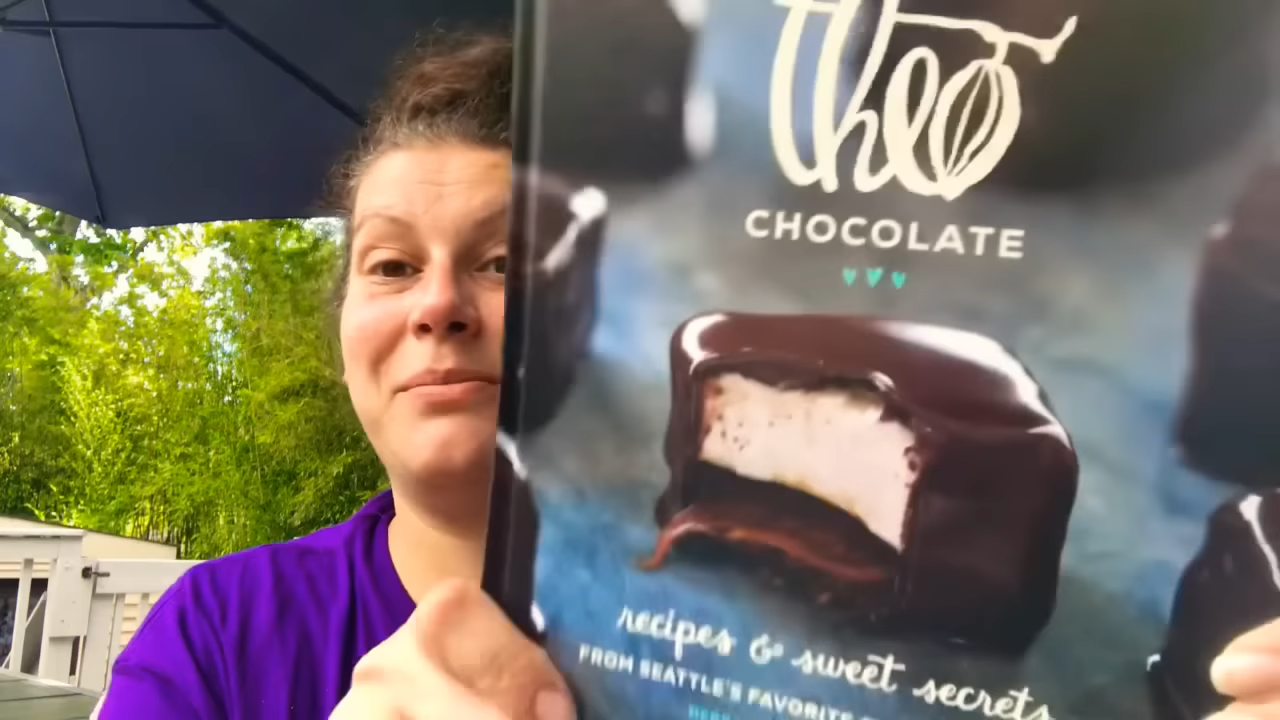 theo
CHOCOLATE
recipes & sweet secrets
FROM SEATTLE'S FAVORITE